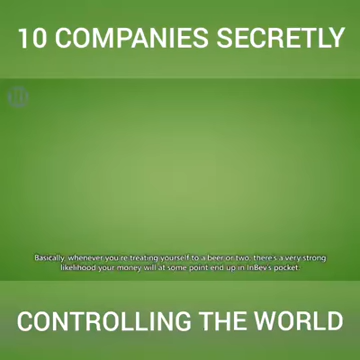 10 COMPANIES SECRETLY
Basically, whenever you're treating yourself to a beer or two, there's a very strong
likelihood your money will at some point end up in InBev's pocket.
CONTROLLING THE WORLD